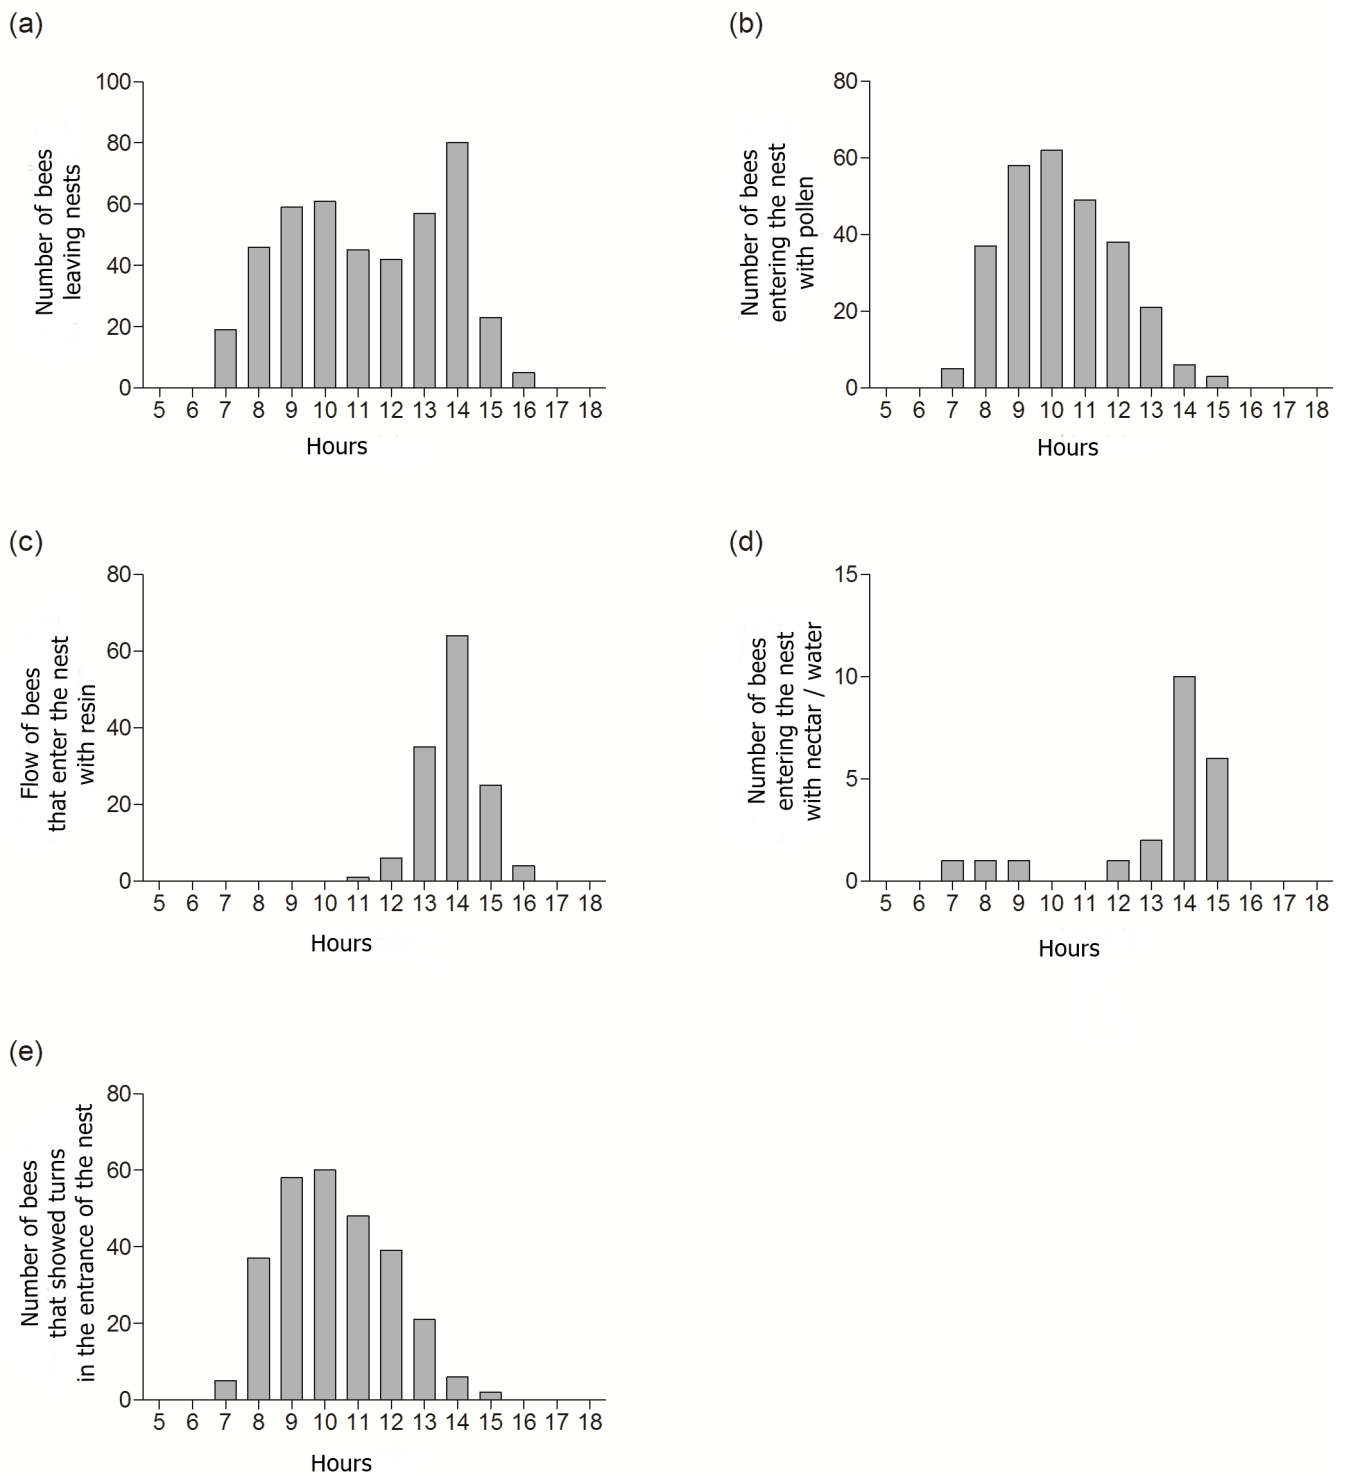 (a)
Number of bees
leaving nests
100
80
60
40
20
0
5 6 7 8 9 10 11 12 13 14 15 16 17 18
Hours
(b)
Number of bees
entering the nest
with pollen
80
60
40
20
0
5 6 7 8 9 10 11 12 13 14 15 16 17 18
Hours
(c)
Flow of bees
that enter the nest
with resin
80
60
40
20
0
5 6 7 8 9 10 11 12 13 14 15 16 17 18
Hours
(d)
Number of bees
entering the nest
with nectar / water
15
10
5
0
5 6 7 8 9 10 11 12 13 14 15 16 17 18
Hours
(e)
Number of bees
that showed turns
in the entrance of the nest
80
60
40
20
0
5 6 7 8 9 10 11 12 13 14 15 16 17 18
Hours